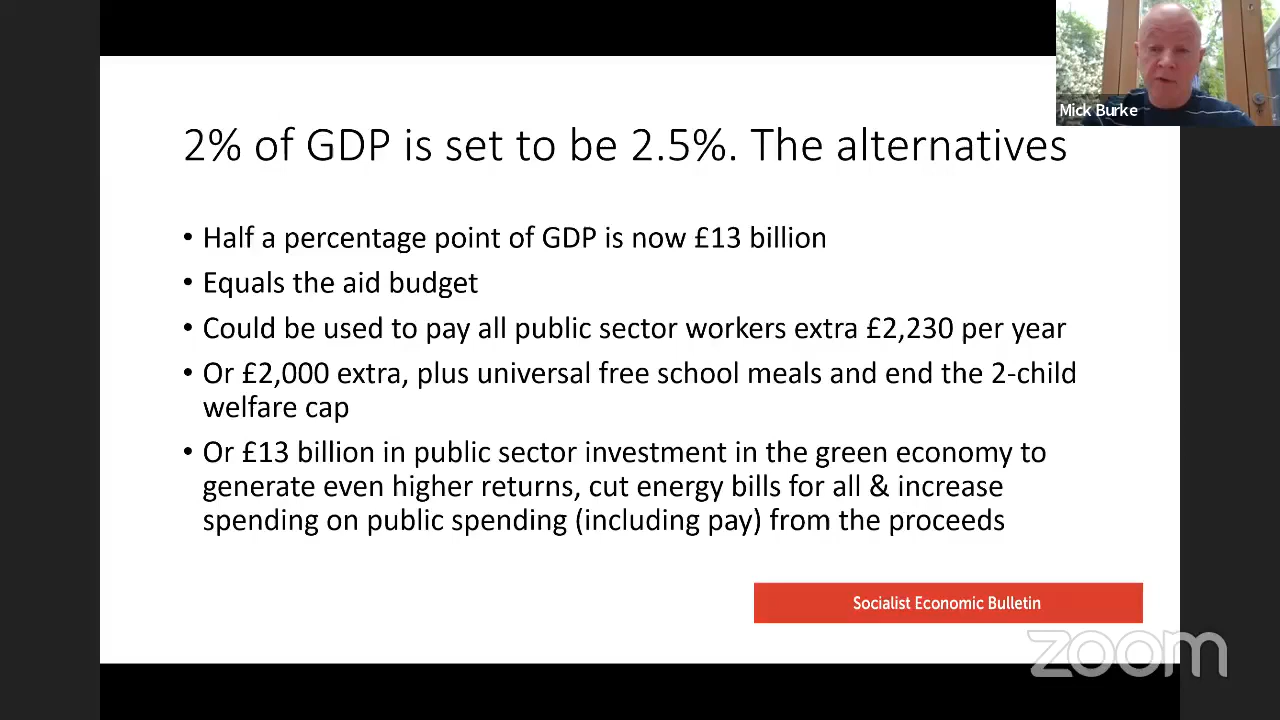 Mick Burke
2% of GDP is set to be 2.5%. The alternatives
• Half a percentage point of GDP is now £13 billion
• Equals the aid budget
• Could be used to pay all public sector workers extra £2,230 per year
• Or £2,000 extra, plus universal free school meals and end the 2-child
welfare cap
• Or £13 billion in public sector investment in the green economy to
generate even higher returns, cut energy bills for all & increase
spending on public spending (including pay) from the proceeds
Socialist Economic Bulletin
zoom